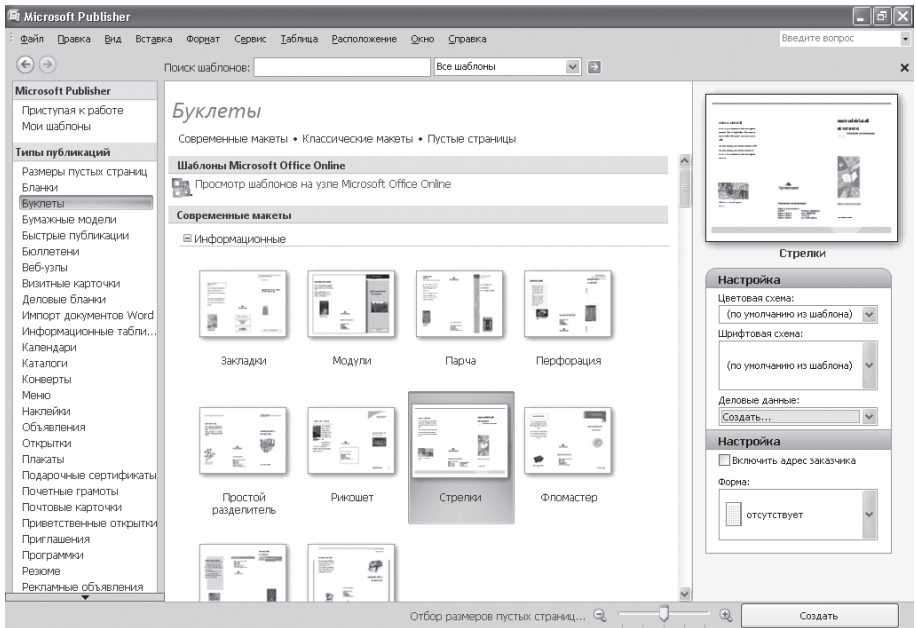 Microsoft Publisher
Файл Правка Вид Вставка Формат Сервис Таблица Расположение Окно Справка
Введите вопрос
Поиск шаблонов:
Все шаблоны
Microsoft Publisher
Приступая к работе
Мои шаблоны
Типы публикаций
Размеры пустых страниц
Бланки
Буклеты
Бумажные модели
Быстрые публикации
Бюллетени
Веб-узлы
Визитные карточки
Деловые бланки
Импорт документов Word
Информационные табли...
Календари
Каталоги
Конверты
Меню
Наклейки
Объявления
Открытки
Плакаты
Подарочные сертификаты
Почетные грамоты
Почтовые карточки
Приветственные открытки
Приглашения
Программки
Резюме
Рекламные объявления
Буклеты
Современные макеты • Классические макеты • Пустые страницы
Шаблоны Microsoft Office Online
Просмотр шаблонов на узле Microsoft Office Online
Современные макеты
Информационные
Закладки
Модули
Парча
Перфорация
Простой
разделитель
Рикошет
Стрелки
Фломастер
Стрелки
Настройка
Цветовая схема:
(по умолчанию из шаблона)
Шрифтовая схема:
(по умолчанию из шаблона)
Деловые данные:
Создать...
Настройка
Включить адрес заказчика
Форма:
отсутствует
Отбор размеров пустых страниц...
Создать